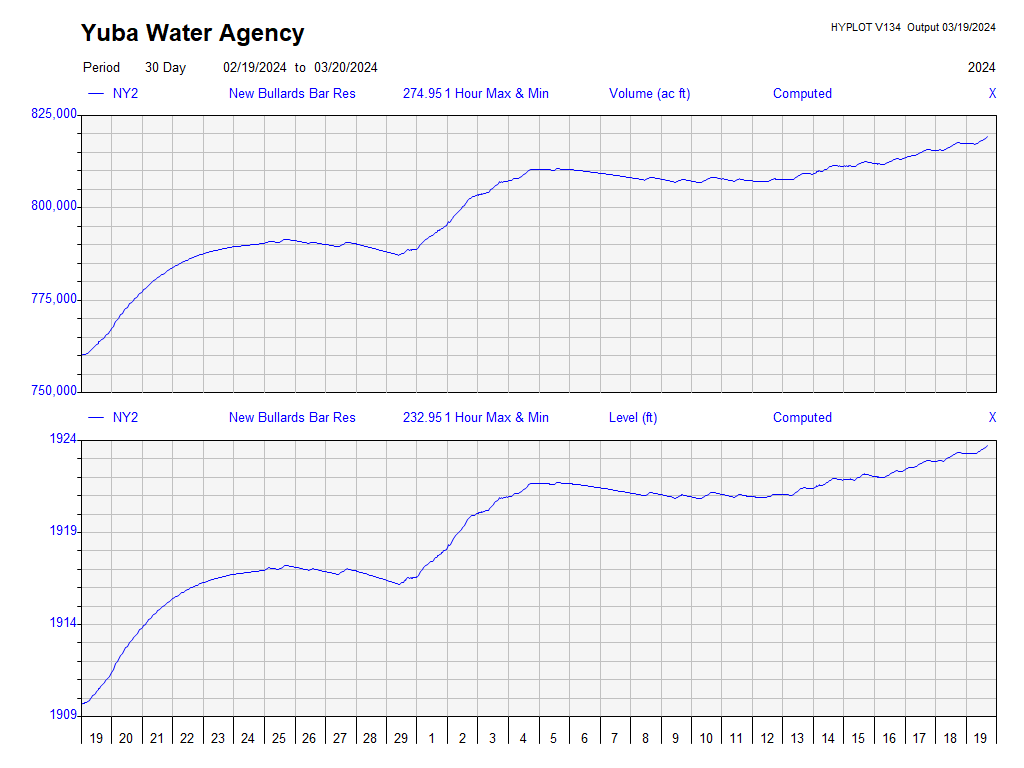 Yuba Water Agency
HYPLOT V134 Output 03/19/2024
Period 30 Day 02/19/2024 to 03/20/2024 2024
NY2 New Bullards Bar Res 274.95 1 Hour Max & Min Volume (ac ft) Computed X
825,000
800,000
775,000
750,000
NY2 New Bullards Bar Res 232.95 1 Hour Max & Min Level (ft) Computed X
1924
1919
1914
1909
19 20 21 22 23 24 25 26 27 28 29 1 2 3 4 5 6 7 8 9 10 11 12 13 14 15 16 17 18 19